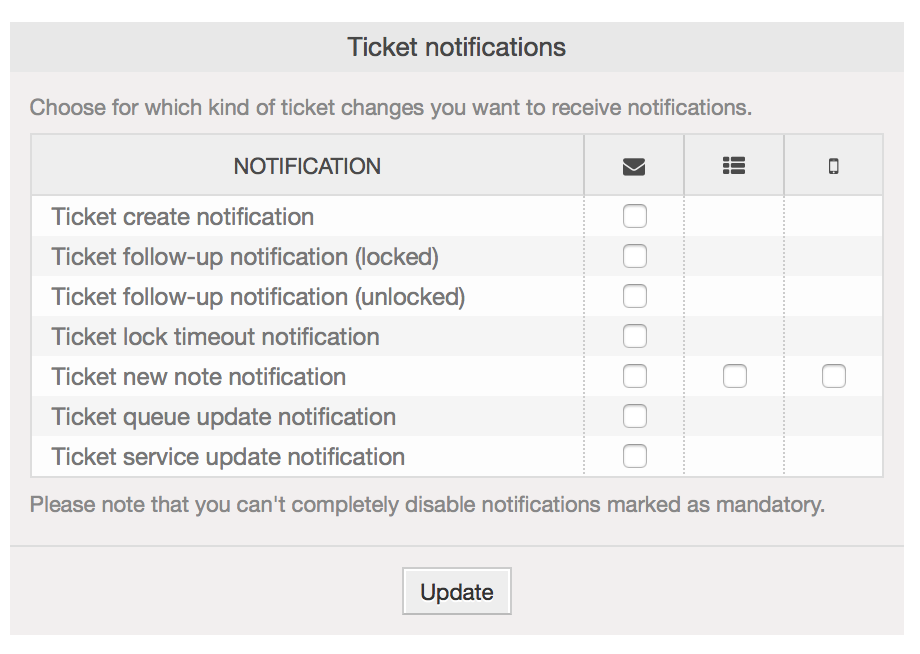 Ticket notifications
Choose for which kind of ticket changes you want to receive notifications.
NOTIFICATION
Ticket create notification
Ticket follow-up notification (locked)
Ticket follow-up notification (unlocked)
Ticket lock timeout notification
Ticket new note notification
Ticket queue update notification
Ticket service update notification
Please note that you can't completely disable notifications marked as mandatory.
Update